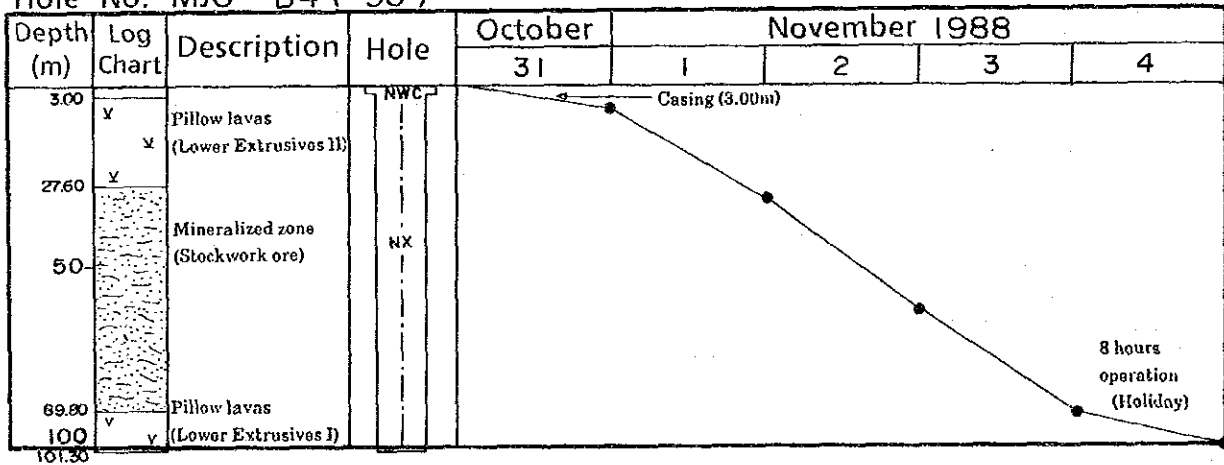 Depth (m)
Log Chart
Description
Hole
October
November 1988
31
1
2
3
4
3.00
27.60
50
89.80
100
101.30
Pillow lavas
(Lower Extrusives II)
Mineralized zone
(Stockwork ore)
Pillow lavas
(Lower Extrusives I)
NWC
NX
Casing (3.00m)
8 hours
operation
(Holiday)